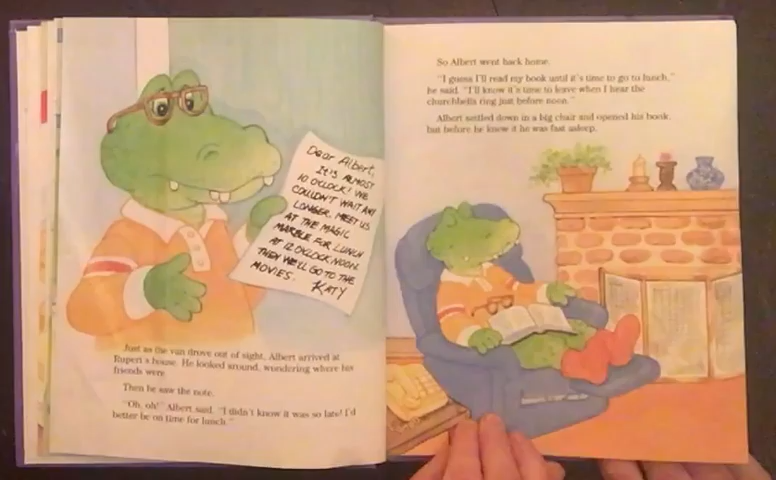 Dear Albert,
It's almost
10 o'clock! We
couldn't wait any
longer. Meet us
at the Magic
Marble for lunch
at 12 o'clock noon.
Then we'll go to the
movies.
Katy
Just as the van drove out of sight, Albert arrived at
Rupert's house. He looked around, wondering where his
friends were.
Then he saw the note.
"Oh, oh!" Albert said. "I didn't know it was so late! I'd
better be on time for lunch."
So Albert went back home.
"I guess I'll read my book until it's time to go to lunch,"
he said. "I'll know it's time to leave when I hear the
churchbells ring just before noon."
Albert settled down in a big chair and opened his book,
but before he knew it he was fast asleep.